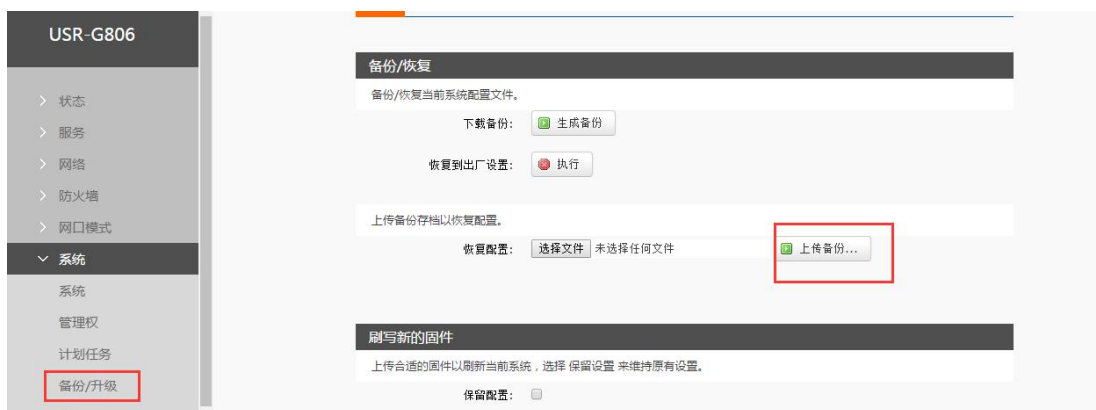 USR-G806
状态
服务
网络
防火墙
网口模式
系统
系统
管理权
计划任务
备份/升级
备份/恢复
备份/恢复当前系统配置文件。
下载备份: 生成备份
恢复到出厂设置: 执行
上传备份存档以恢复配置。
恢复配置: 选择文件 未选择任何文件 上传备份...
刷写新的固件
上传合适的固件以刷新当前系统，选择 保留设置 来维持原有设置。
保留配置: